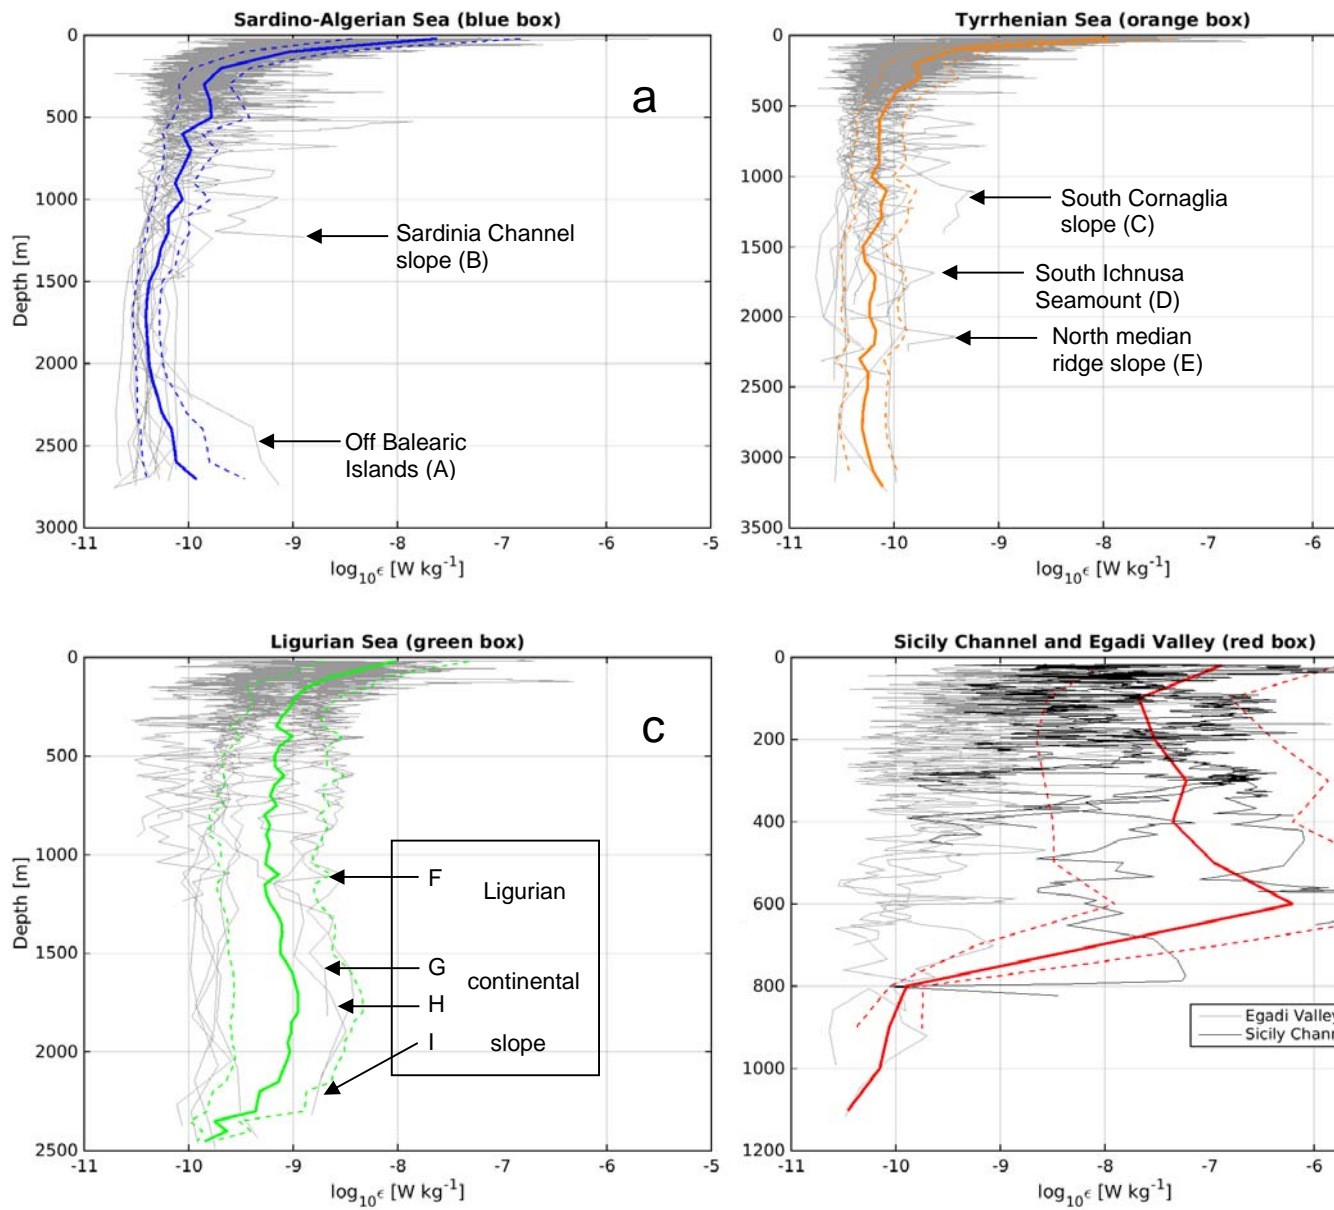 Sardino-Algerian Sea (blue box)
0
500
1000
1500
2000
2500
3000
Depth [m]
a
Sardinia Channel
slope (B)
Off Balearic
Islands (A)
-11
-10
-9
-8
-7
-6
-5
log10ϵ [W kg-1]
Tyrrhenian Sea (orange box)
0
500
1000
1500
2000
2500
3000
3500
South Cornaglia
slope (C)
South Ichnusa
Seamount (D)
North median
ridge slope (E)
-11
-10
-9
-8
-7
-6
log10ϵ [W kg-1]
Ligurian Sea (green box)
0
500
1000
1500
2000
2500
Depth [m]
c
F
Ligurian
G
continental
H
I
slope
-11
-10
-9
-8
-7
-6
-5
log10ϵ [W kg-1]
Sicily Channel and Egadi Valley (red box)
0
200
400
600
800
1000
1200
Egadi Valley
Sicily Chann
-11
-10
-9
-8
-7
-6
log10ϵ [W kg-1]